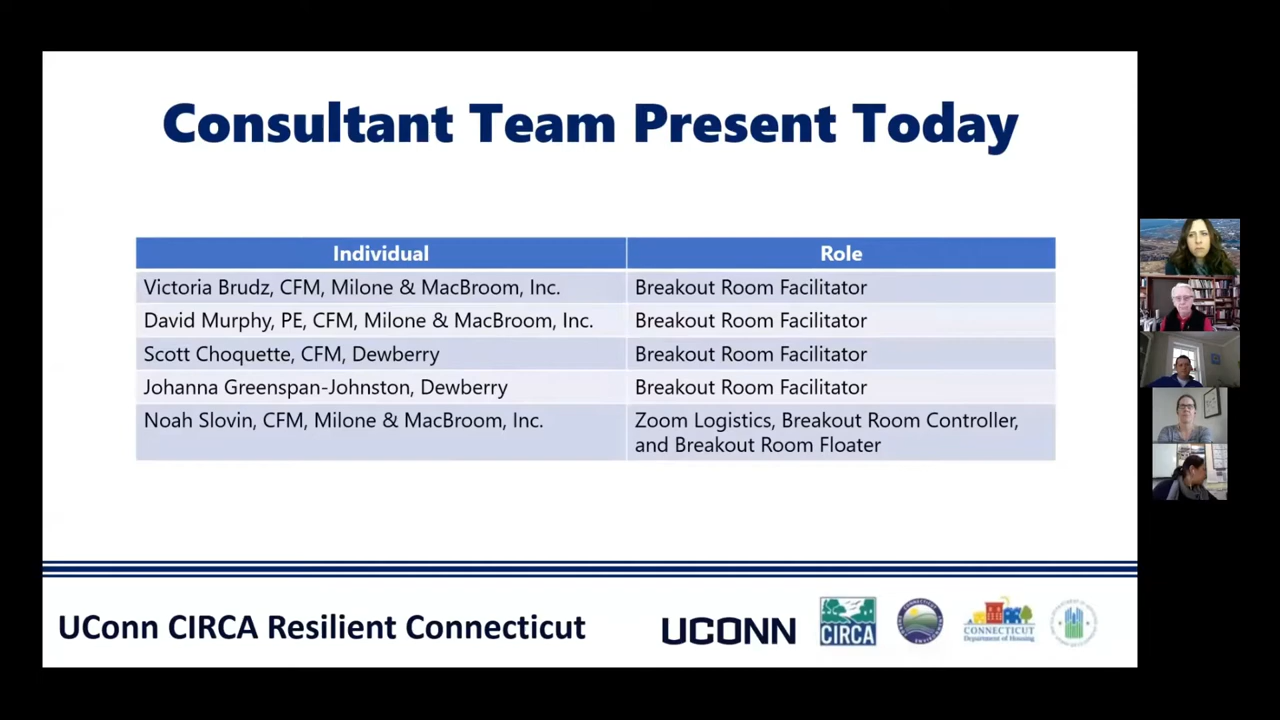 Consultant Team Present Today
Individual
Role
Victoria Brudz, CFM, Milone & MacBroom, Inc.
Breakout Room Facilitator
David Murphy, PE, CFM, Milone & MacBroom, Inc.
Breakout Room Facilitator
Scott Choquette, CFM, Dewberry
Breakout Room Facilitator
Johanna Greenspan-Johnston, Dewberry
Breakout Room Facilitator
Noah Slovin, CFM, Milone & MacBroom, Inc.
Zoom Logistics, Breakout Room Controller,
and Breakout Room Floater
UConn CIRCA Resilient Connecticut
UCONN
CIRCA
CONNECTICUT
Department of Housing